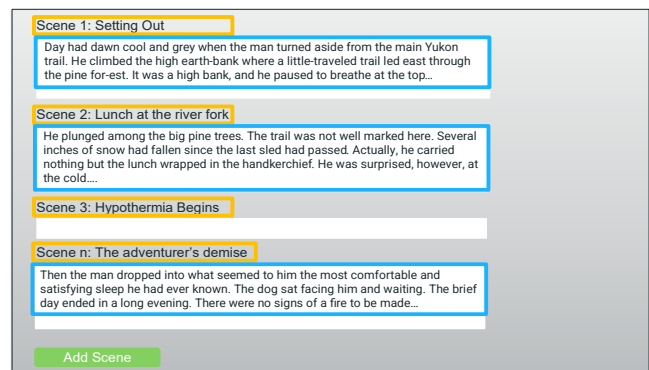 Scene 1: Setting Out
Day had dawn cool and grey when the man turned aside from the main Yukon
trail. He climbed the high earth-bank where a little-traveled trail led east through
the pine for-est. It was a high bank, and he paused to breathe at the top…
Scene 2: Lunch at the river fork
He plunged among the big pine trees. The trail was not well marked here. Several
inches of snow had fallen since the last sled had passed. Actually, he carried
nothing but the lunch wrapped in the handkerchief. He was surprised, however, at
the cold….
Scene 3: Hypothermia Begins
Scene n: The adventurer's demise
Then the man dropped into what seemed to him the most comfortable and
satisfying sleep he had ever known. The dog sat facing him and waiting. The brief
day ended in a long evening. There were no signs of a fire to be made…
Add Scene